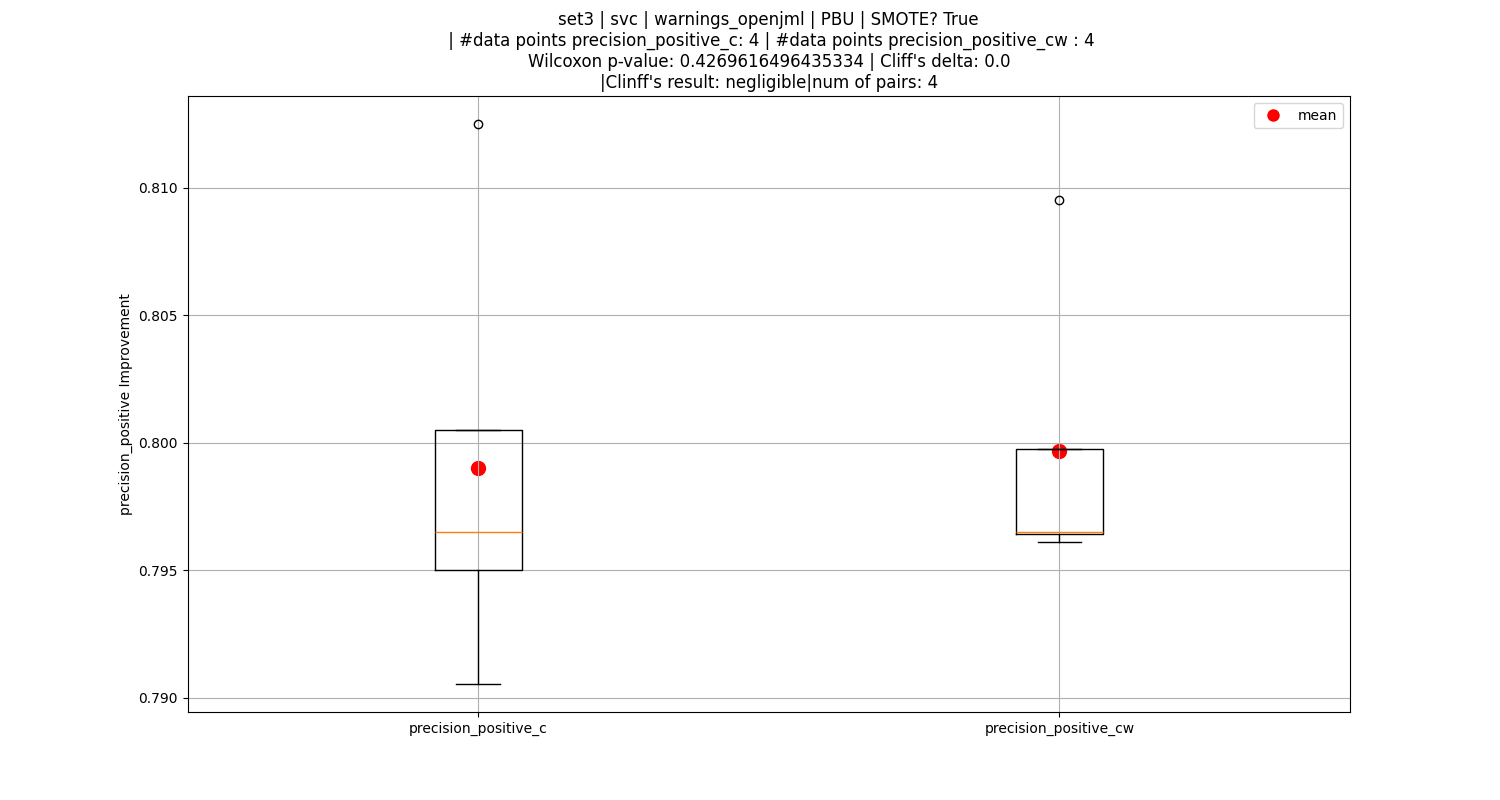 set3 | svc | warnings_openjml | PBU | SMOTE? True
| #data points precision_positive_c: 4 | #data points precision_positive_cw : 4
Wilcoxon p-value: 0.4269616496435334 | Cliff's delta: 0.0
|Clinff's result: negligible|num of pairs: 4
mean
0.810
0.805
0.800
0.795
0.790
precision_positive Improvement
precision_positive_c
precision_positive_cw